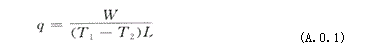 q = W / (T₁ − T₂)L (A.0.1)